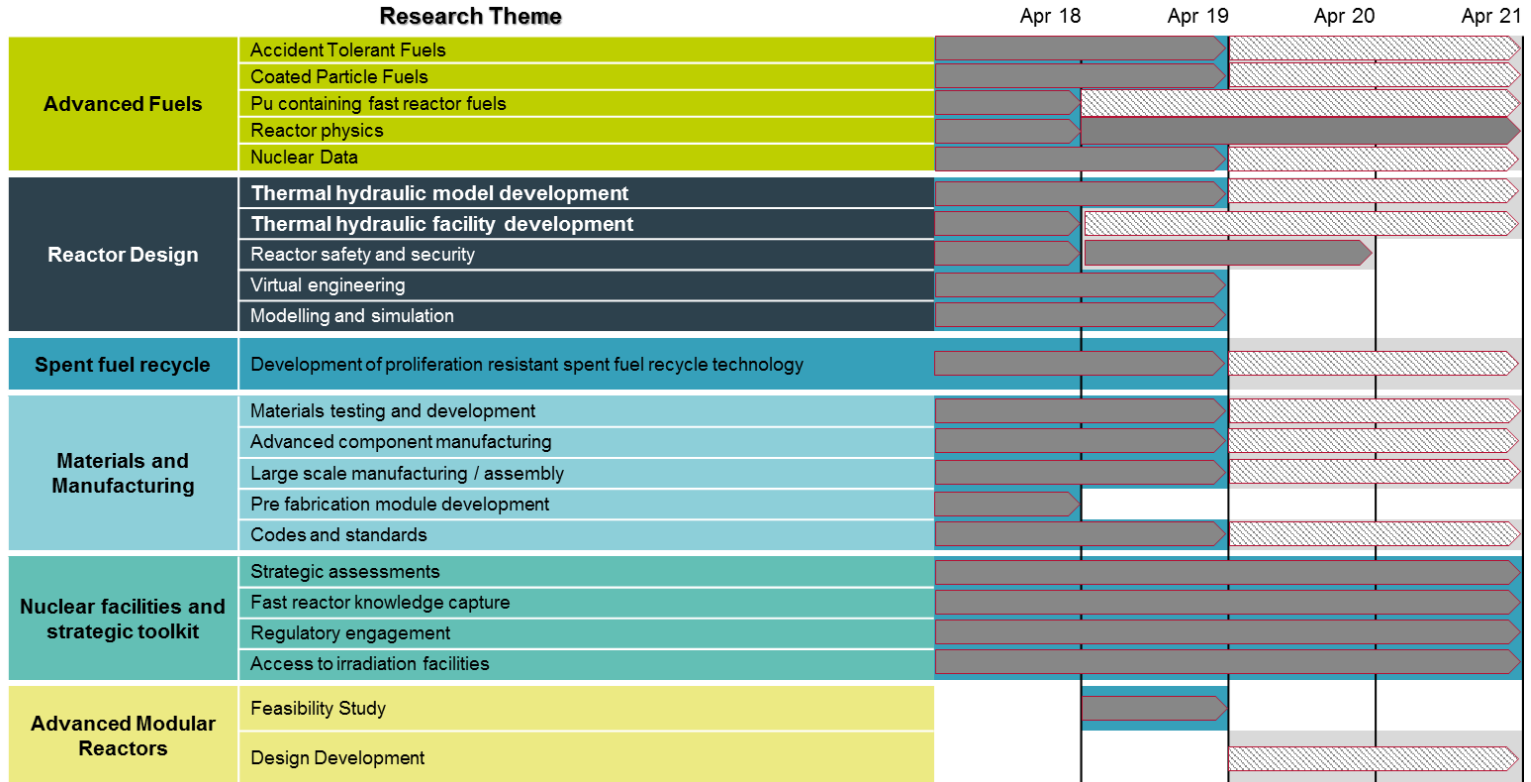 Research Theme
Apr 18
Apr 19
Apr 20
Apr 21
Advanced Fuels
Accident Tolerant Fuels
Coated Particle Fuels
Pu containing fast reactor fuels
Reactor physics
Nuclear Data
Reactor Design
Thermal hydraulic model development
Thermal hydraulic facility development
Reactor safety and security
Virtual engineering
Modelling and simulation
Spent fuel recycle
Development of proliferation resistant spent fuel recycle technology
Materials and
Manufacturing
Materials testing and development
Advanced component manufacturing
Large scale manufacturing / assembly
Pre fabrication module development
Codes and standards
Nuclear facilities and
strategic toolkit
Strategic assessments
Fast reactor knowledge capture
Regulatory engagement
Access to irradiation facilities
Advanced Modular
Reactors
Feasibility Study
Design Development